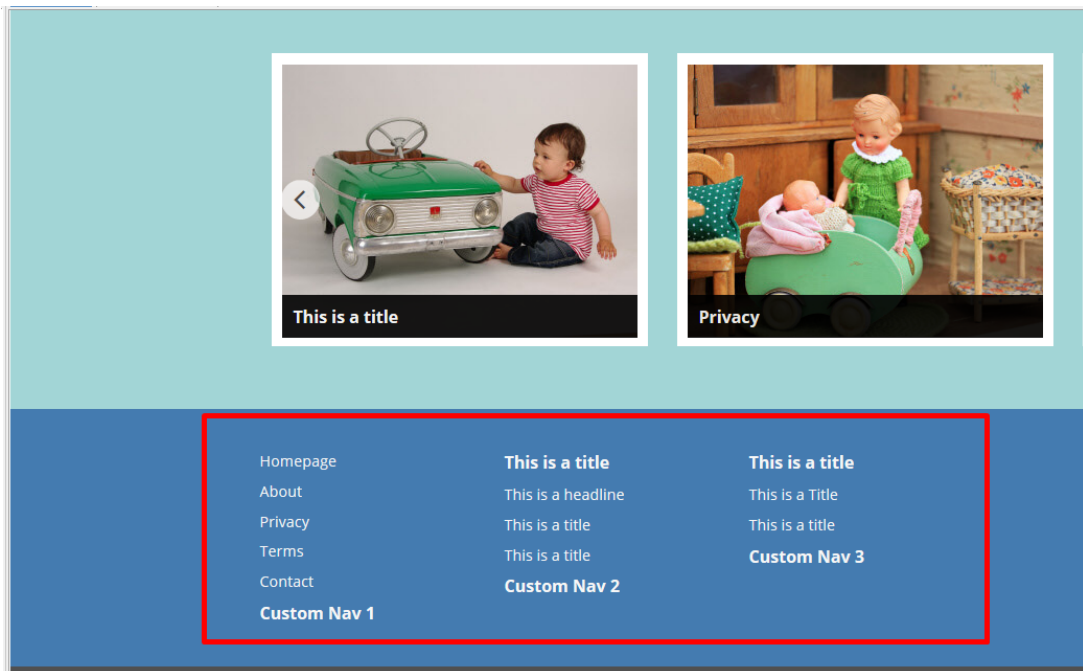 This is a title
Privacy
Homepage
About
Privacy
Terms
Contact
Custom Nav 1
This is a title
This is a headline
This is a title
This is a title
Custom Nav 2
This is a title
This is a Title
This is a title
Custom Nav 3